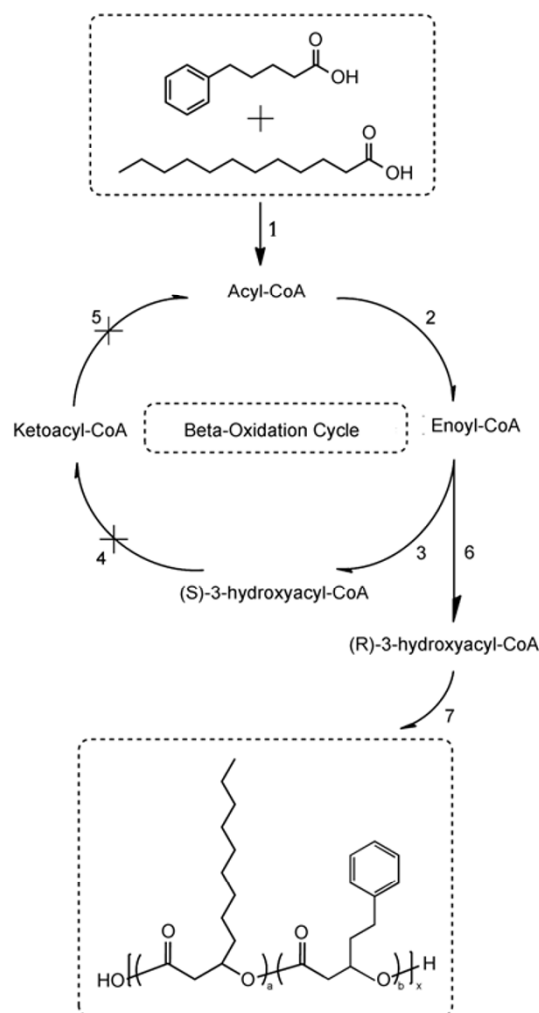 O
OH
O
OH
1
Acyl-CoA
5
2
Ketoacyl-CoA
Beta-Oxidation Cycle
Enoyl-CoA
4
3
6
(S)-3-hydroxyacyl-CoA
(R)-3-hydroxyacyl-CoA
7
O
O
HO
O
a
O
b
x
H